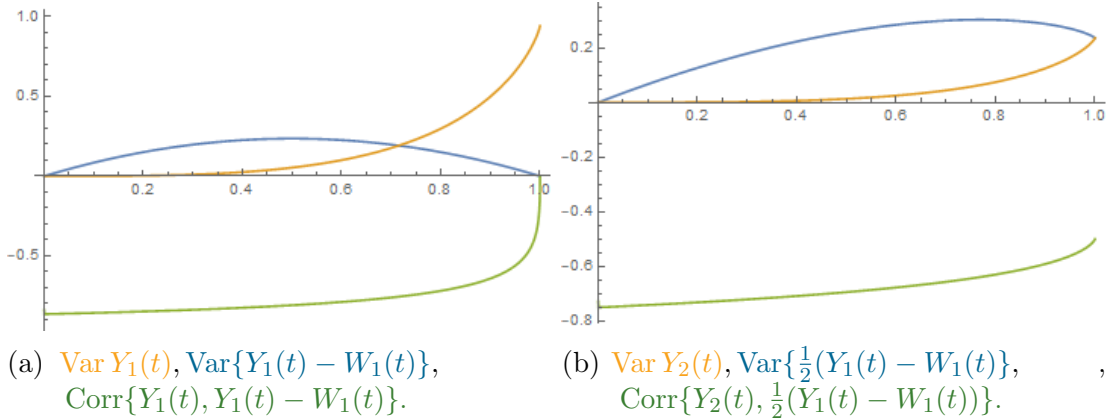 1.0
0.5
0.2 0.4 0.6 0.8 1.0
-0.5
(a) Var Y₁(t), Var{Y₁(t) − W₁(t)},
Corr{Y₁(t), Y₁(t) − W₁(t)}.
0.2
0.2 0.4 0.6 0.8 1.0
-0.2
-0.4
-0.6
-0.8
(b) Var Y₂(t), Var{½(Y₁(t) − W₁(t)}, ,
Corr{Y₂(t), ½(Y₁(t) − W₁(t))}.